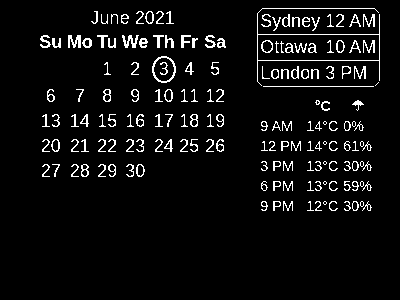 June 2021
Su Mo Tu We Th Fr Sa
1 2 3 4 5
6 7 8 9 10 11 12
13 14 15 16 17 18 19
20 21 22 23 24 25 26
27 28 29 30
Sydney 12 AM
Ottawa 10 AM
London 3 PM
°C ☂
9 AM 14°C 0%
12 PM 14°C 61%
3 PM 13°C 30%
6 PM 13°C 59%
9 PM 12°C 30%